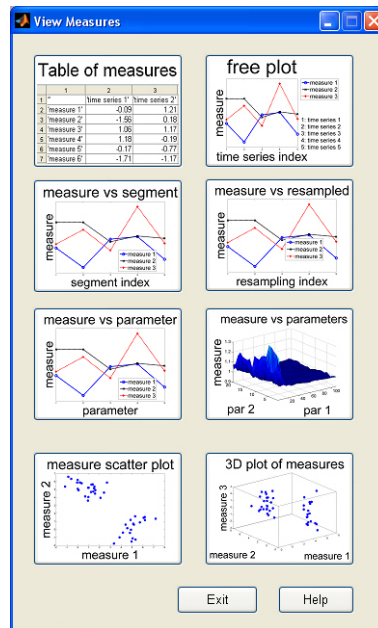 View Measures
Table of measures
1 2 3
1 '' 'time series 1' 'time series 2'
2 'measure 1' -0.09 1.21
3 'measure 2' -1.56 0.18
4 'measure 3' 1.06 1.17
5 'measure 4' 1.18 -0.19
6 'measure 5' -0.17 -0.77
7 'measure 6' -1.71 -1.17
free plot
measure
measure 1
measure 2
measure 3
1: time series 1
2: time series 2
3: time series 3
4: time series 4
5: time series 5
time series index
measure vs segment
measure
measure 1
measure 2
measure 3
segment index
measure vs resampled
measure
measure 1
measure 2
measure 3
resampling index
measure vs parameter
measure
measure 1
measure 2
measure 3
parameter
measure vs parameters
measure
par 2
par 1
measure scatter plot
measure 2
measure 1
3D plot of measures
measure 3
measure 2
measure 1
Exit
Help